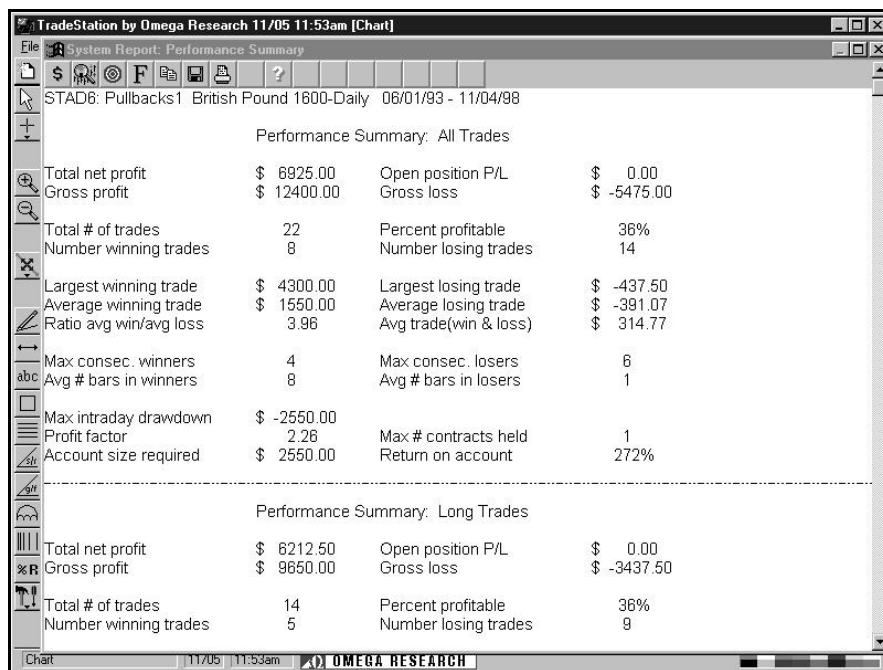 TradeStation by Omega Research 11/05 11:53am [Chart]
File System Report: Performance Summary
$ F ?
STAD6: Pullbacks1 British Pound 1600-Daily 06/01/93 - 11/04/98
Performance Summary: All Trades
Total net profit $ 6925.00 Open position P/L $ 0.00
Gross profit $ 12400.00 Gross loss $ -5475.00
Total # of trades 22 Percent profitable 36%
Number winning trades 8 Number losing trades 14
Largest winning trade $ 4300.00 Largest losing trade $ -437.50
Average winning trade $ 1550.00 Average losing trade $ -391.07
Ratio avg win/avg loss 3.96 Avg trade(win & loss) $ 314.77
Max consec. winners 4 Max consec. losers 6
abc Avg # bars in winners 8 Avg # bars in losers 1
Max intraday drawdown $ -2550.00
Profit factor 2.26 Max # contracts held 1
s/r Account size required $ 2550.00 Return on account 272%
g/f
Performance Summary: Long Trades
Total net profit $ 6212.50 Open position P/L $ 0.00
%R Gross profit $ 9650.00 Gross loss $ -3437.50
Total # of trades 14 Percent profitable 36%
Number winning trades 5 Number losing trades 9
Chart 11/05 11:53am OMEGA RESEARCH